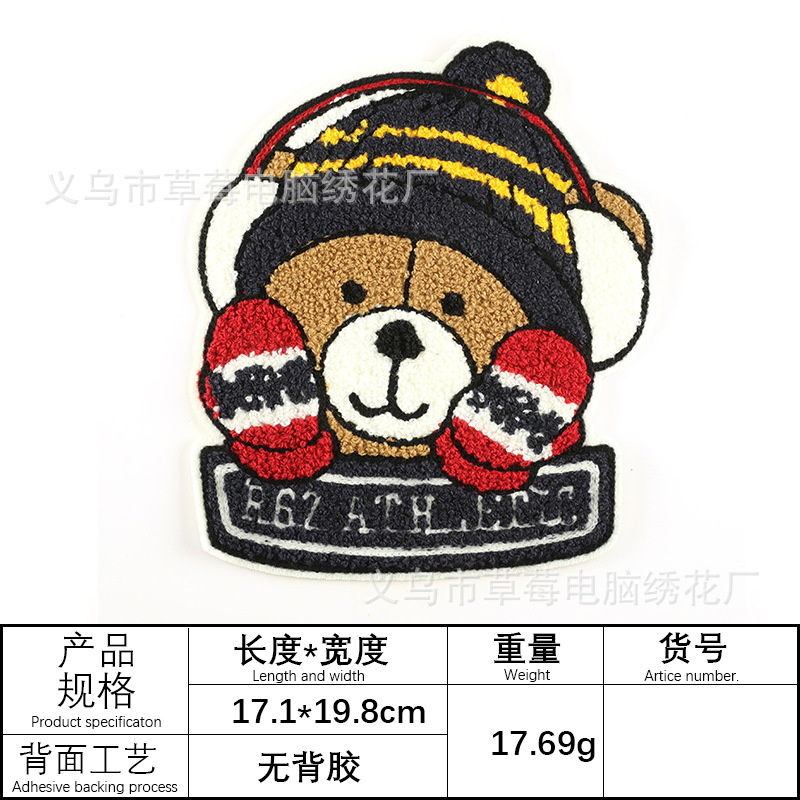 义乌市草莓电脑绣花厂
R62 ATH
义乌市草莓电脑绣花厂
产品规格
Product specificaton
长度*宽度
Length and width
重量
Weight
货号
Artice number.
17.1*19.8cm
17.69g
背面工艺
Adhesive backing process
无背胶